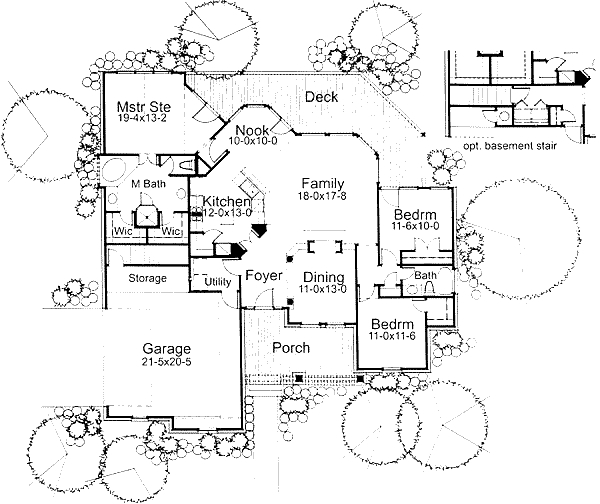 Deck
Mstr Ste
19-4x13-2
Nook
10-0x10-0
opt. basement stair
M Bath
Family
18-0x17-8
Kitchen
12-0x13-0
Bedrm
11-6x10-0
Wic
Wic
Storage
Utility
Foyer
Dining
11-0x13-0
Bath
Bedrm
11-0x11-6
Garage
21-5x20-5
Porch